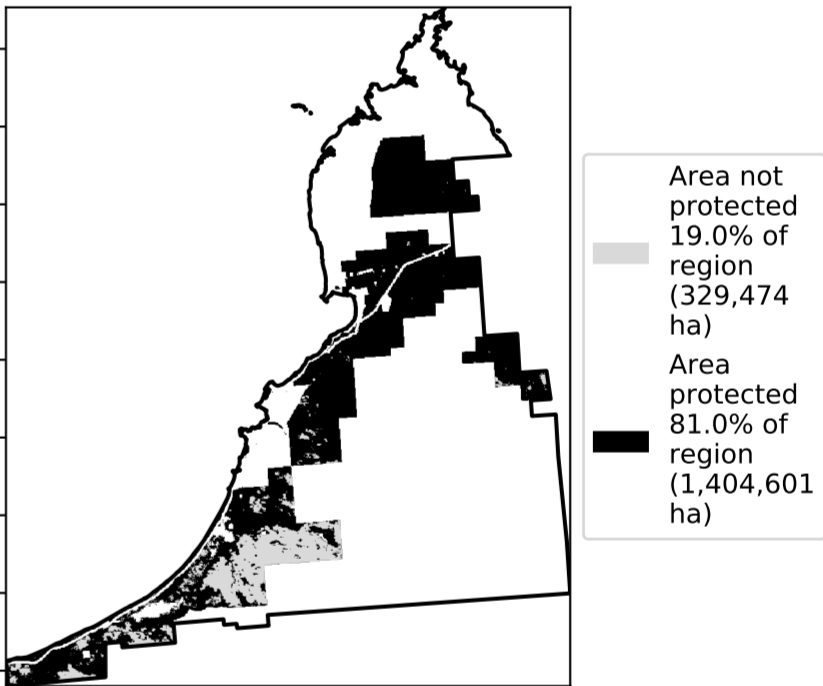 Area not
protected
19.0% of
region
(329,474
ha)
Area
protected
81.0% of
region
(1,404,601
ha)